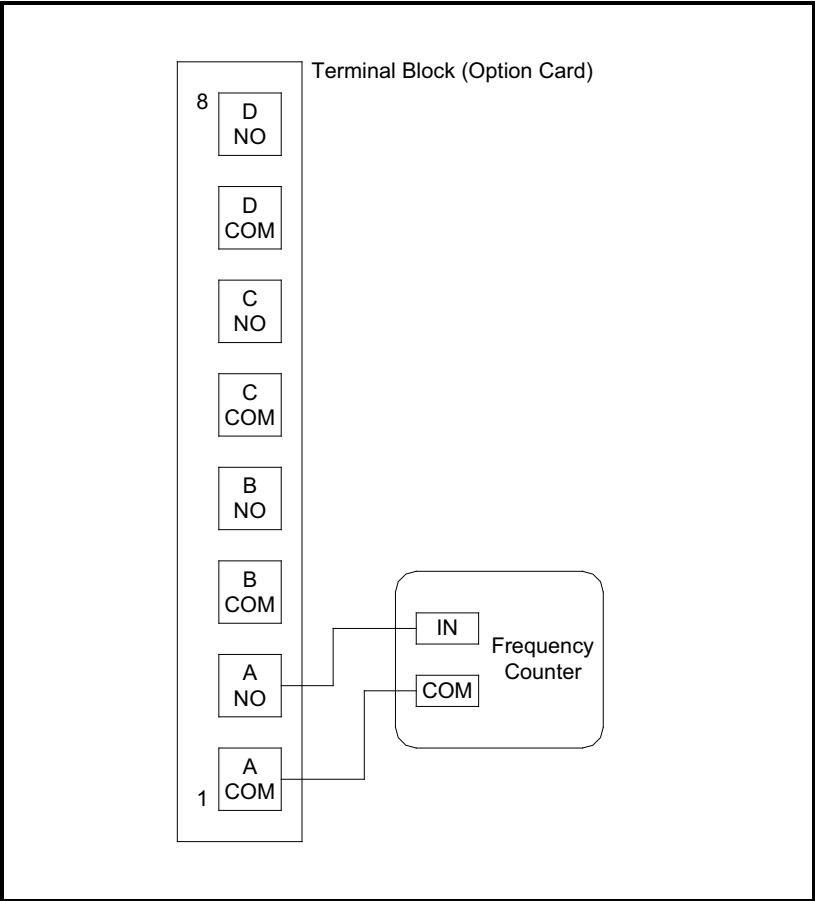 Terminal Block (Option Card)
8
D
NO
D
COM
C
NO
C
COM
B
NO
B
COM
A
NO
A
COM
1
IN
COM
Frequency
Counter